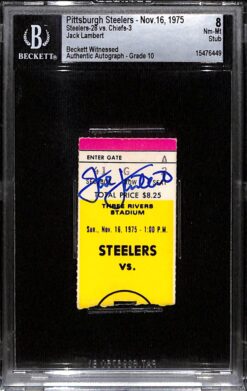 BECKETT
Pittsburgh Steelers - Nov.16, 1975
Steelers-28 vs. Chiefs-3
Jack Lambert
Beckett Witnessed
Authentic Autograph - Grade 10
8
Nm-Mt
Stub
15476449
ENTER GATE A
TOTAL PRICE $8.25
THREE RIVERS
STADIUM
Sun., Nov. 16, 1975 - 1:00 P.M.
STEELERS
VS.